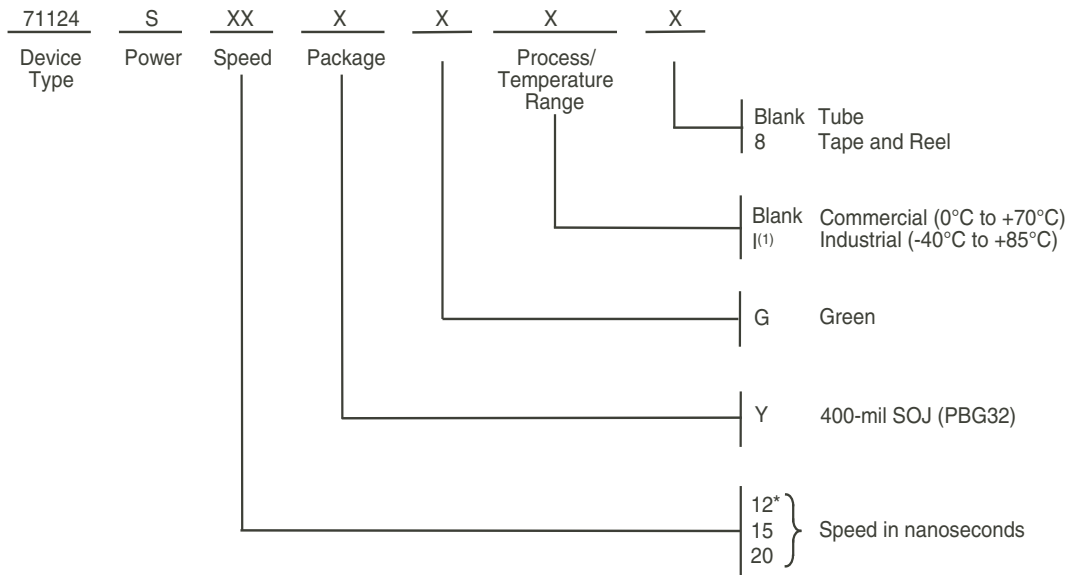 71124 S XX X X X X
Device Type Power Speed Package Process/ Temperature Range
Blank Tube
8 Tape and Reel
Blank Commercial (0°C to +70°C)
I(1) Industrial (-40°C to +85°C)
G Green
Y 400-mil SOJ (PBG32)
12*
15 Speed in nanoseconds
20